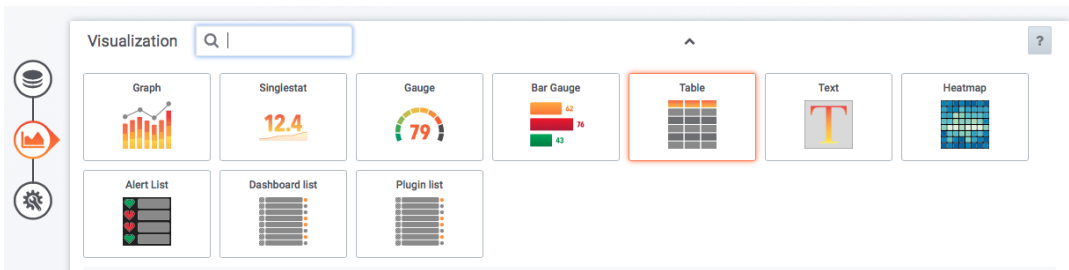 Visualization
?
Graph
Singlestat
Gauge
Bar Gauge
Table
Text
Heatmap
12.4
79
62
76
43
T
Alert List
Dashboard list
Plugin list